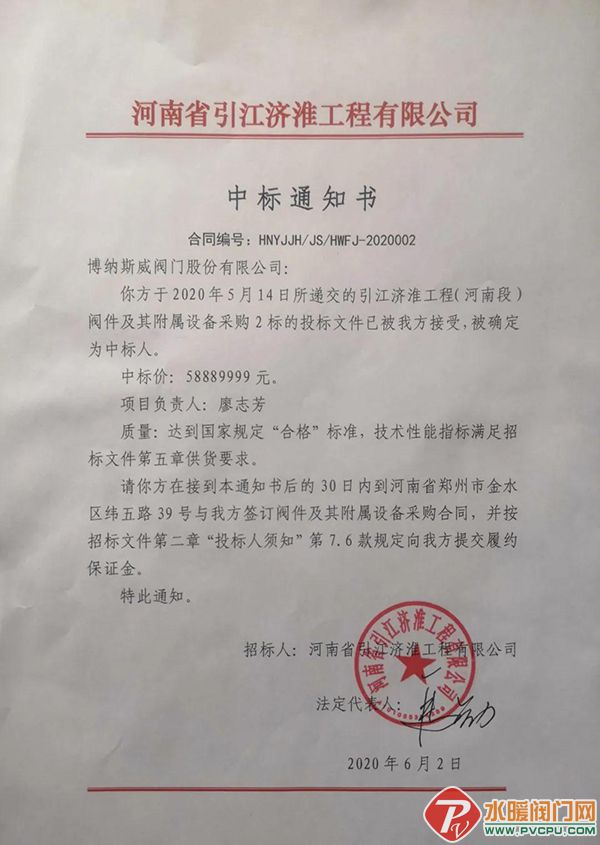 河南省引江济淮工程有限公司
中标通知书
合同编号：HNYJJH/JS/HWFJ-2020002
博纳斯威阀门股份有限公司：
你方于2020年5月14日所递交的引江济淮工程（河南段）
阀件及其附属设备采购2标的投标文件已被我方接受，被确定
为中标人。
中标价：58889999元。
项目负责人：廖志芳
质量：达到国家规定“合格”标准，技术性能指标满足招
标文件第五章供货要求。
请你方在接到本通知书后的30日内到河南省郑州市金水
区纬五路39号与我方签订阀件及其附属设备采购合同，并按
招标文件第二章“投标人须知”第7.6款规定向我方提交履约
保证金。
特此通知。
招标人：河南省引江济淮工程有限公司
河南省引江济淮工程有限公司
法定代表人：
2020年6月2日
水暖阀门网
WWW.PVCPU.COM